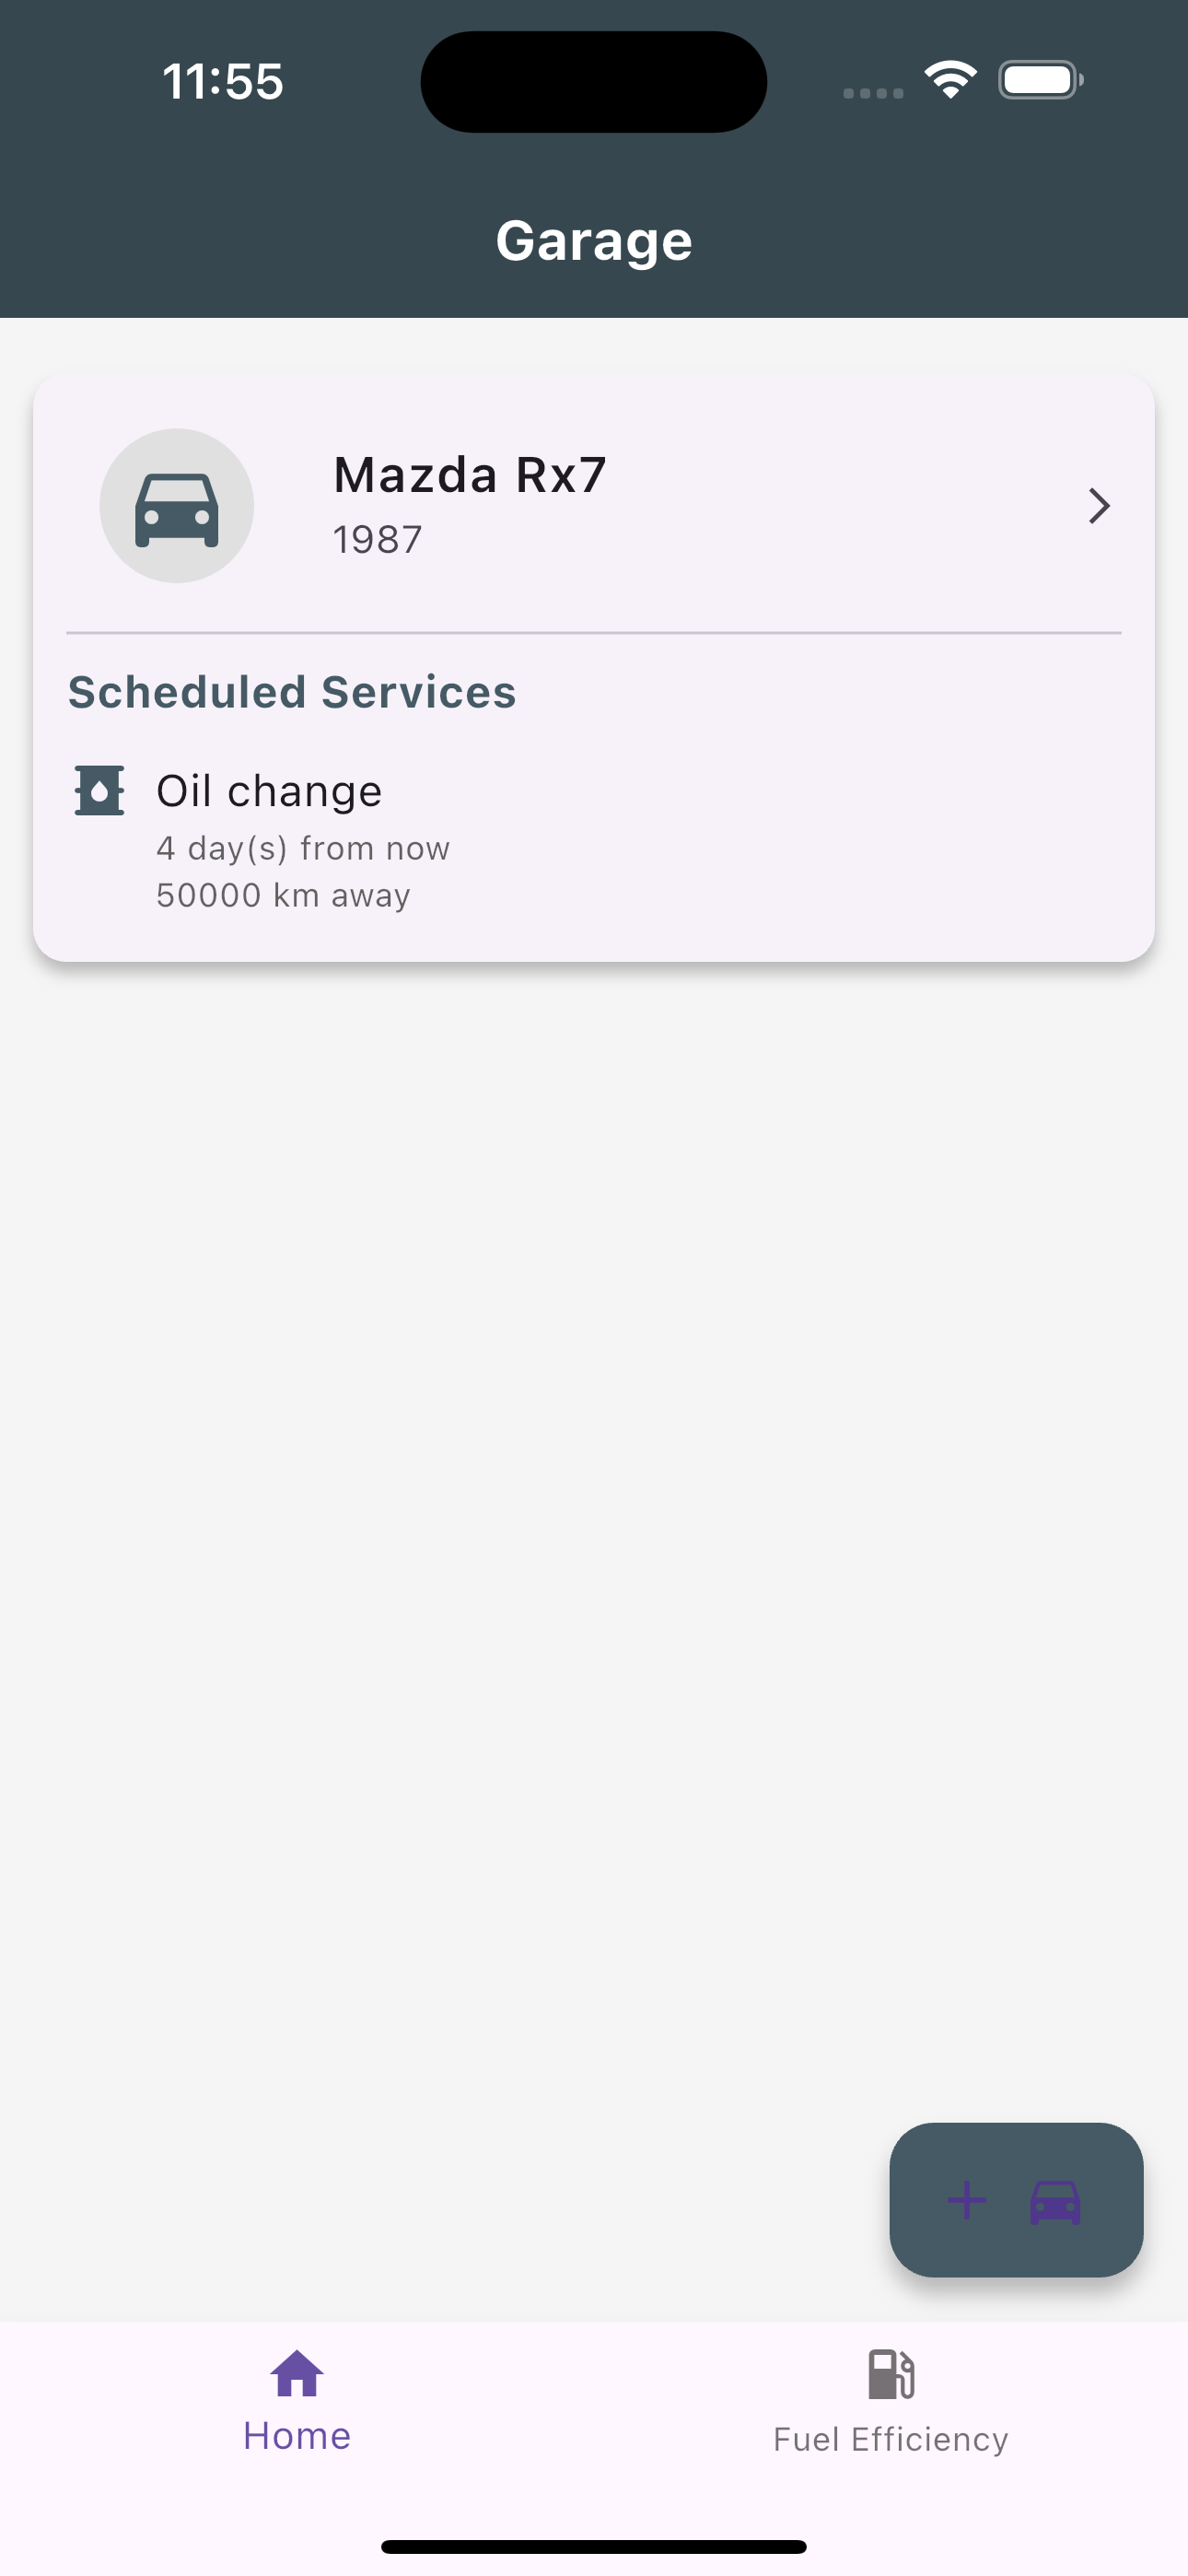 11:55
Garage
Mazda Rx7
1987
Scheduled Services
Oil change
4 day(s) from now
50000 km away
Home
Fuel Efficiency